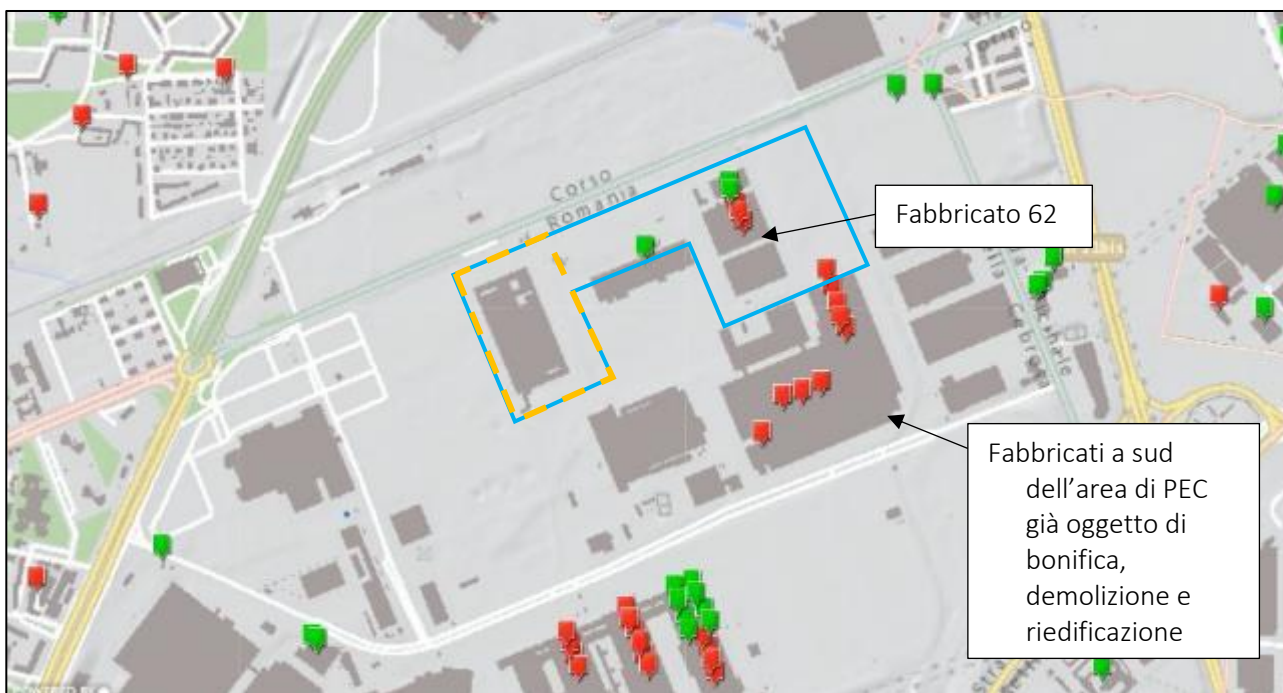 Corso
Romania
Fabbricato 62
Fabbricati a sud
dell'area di PEC
già oggetto di
bonifica,
demolizione e
riedificazione